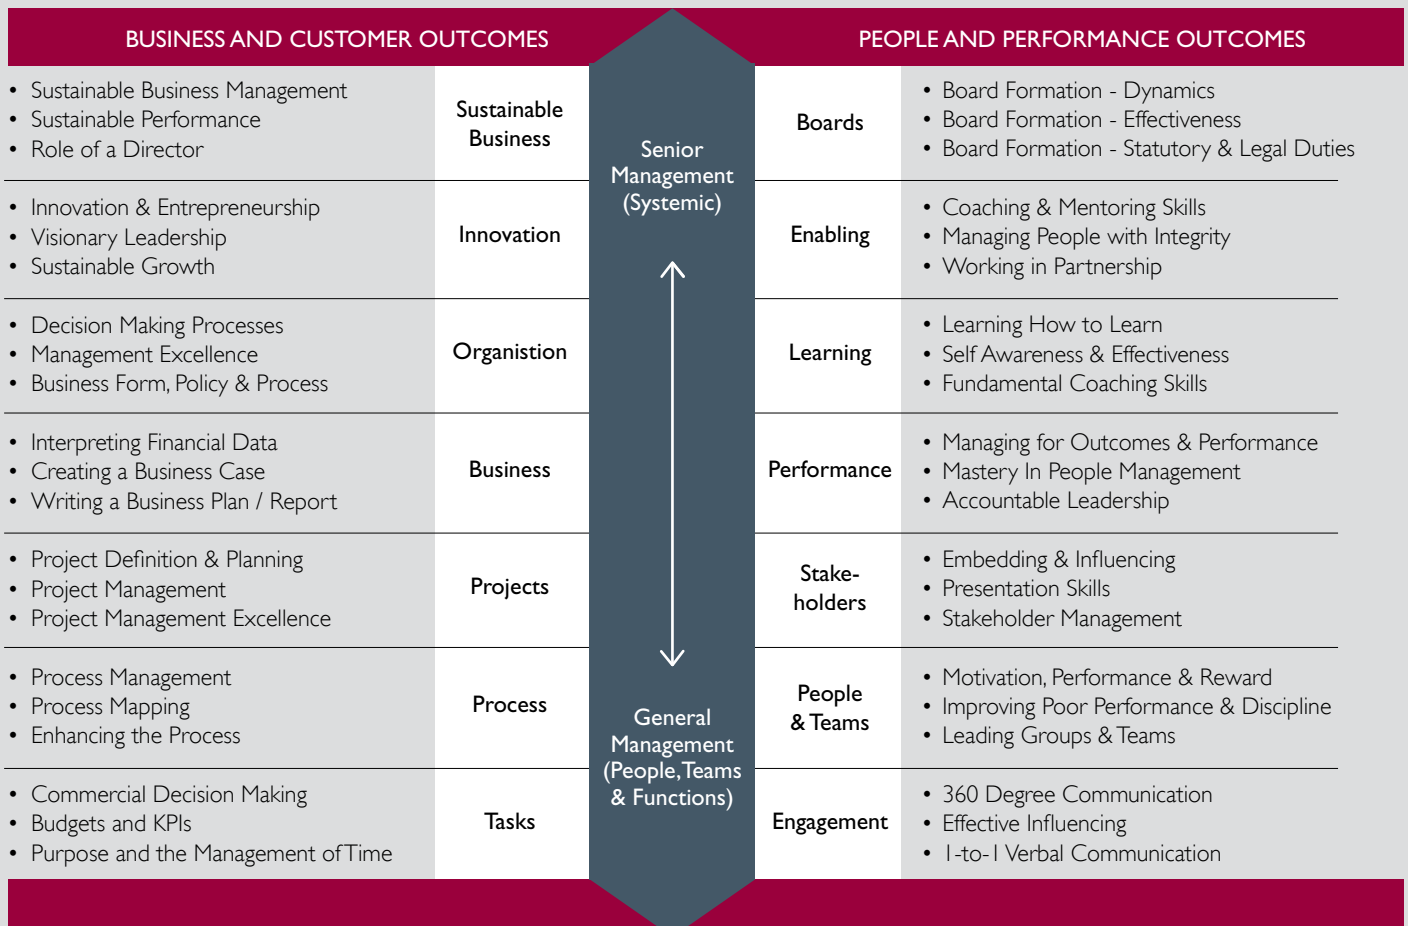 BUSINESS AND CUSTOMER OUTCOMES
PEOPLE AND PERFORMANCE OUTCOMES
• Sustainable Business Management
• Sustainable Performance
• Role of a Director
Sustainable
Business
Senior
Management
(Systemic)
Boards
• Board Formation - Dynamics
• Board Formation - Effectiveness
• Board Formation - Statutory & Legal Duties
• Innovation & Entrepreneurship
• Visionary Leadership
• Sustainable Growth
Innovation
Enabling
• Coaching & Mentoring Skills
• Managing People with Integrity
• Working in Partnership
• Decision Making Processes
• Management Excellence
• Business Form, Policy & Process
Organistion
Learning
• Learning How to Learn
• Self Awareness & Effectiveness
• Fundamental Coaching Skills
• Interpreting Financial Data
• Creating a Business Case
• Writing a Business Plan / Report
Business
Performance
• Managing for Outcomes & Performance
• Mastery In People Management
• Accountable Leadership
• Project Definition & Planning
• Project Management
• Project Management Excellence
Projects
Stake-
holders
• Embedding & Influencing
• Presentation Skills
• Stakeholder Management
• Process Management
• Process Mapping
• Enhancing the Process
Process
General
Management
(People, Teams
& Functions)
People
& Teams
• Motivation, Performance & Reward
• Improving Poor Performance & Discipline
• Leading Groups & Teams
• Commercial Decision Making
• Budgets and KPIs
• Purpose and the Management of Time
Tasks
Engagement
• 360 Degree Communication
• Effective Influencing
• 1-to-1 Verbal Communication